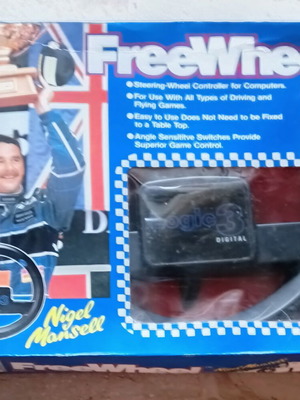 FreeWhe
Steering-Wheel Controller for Computers.
For Use With All Types of Driving and
Flying Games.
Easy to Use Does Not Need to be Fixed
to a Table Top.
Angle Sensitive Switches Provide
Superior Game Control.
logic3
DIGITAL
Nigel
Mansell
FreeWheel